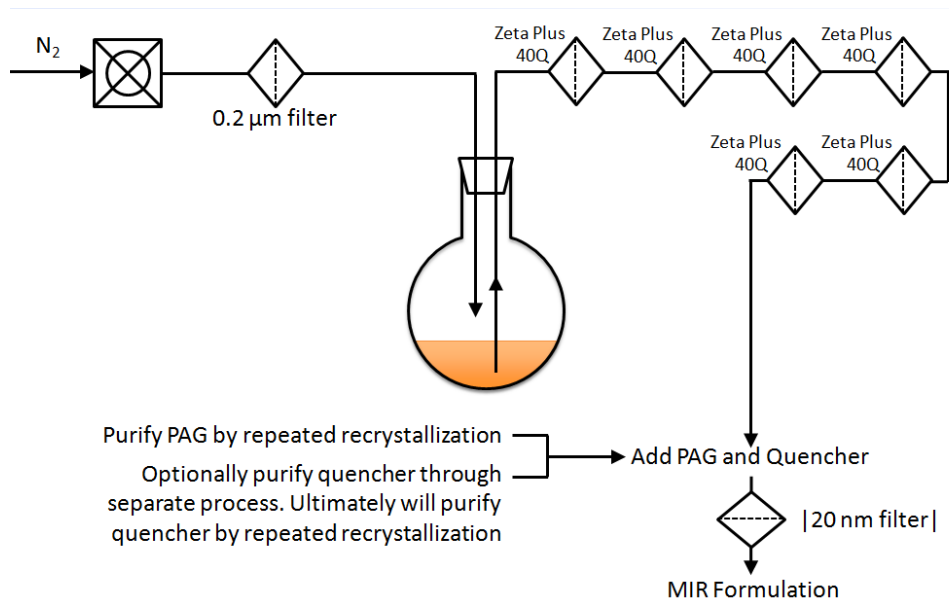 N2
0.2 µm filter
Zeta Plus
40Q
Zeta Plus
40Q
Zeta Plus
40Q
Zeta Plus
40Q
Zeta Plus
40Q
Zeta Plus
40Q
Purify PAG by repeated recrystallization
Optionally purify quencher through
separate process. Ultimately will purify
quencher by repeated recrystallization
Add PAG and Quencher
|20 nm filter|
MIR Formulation